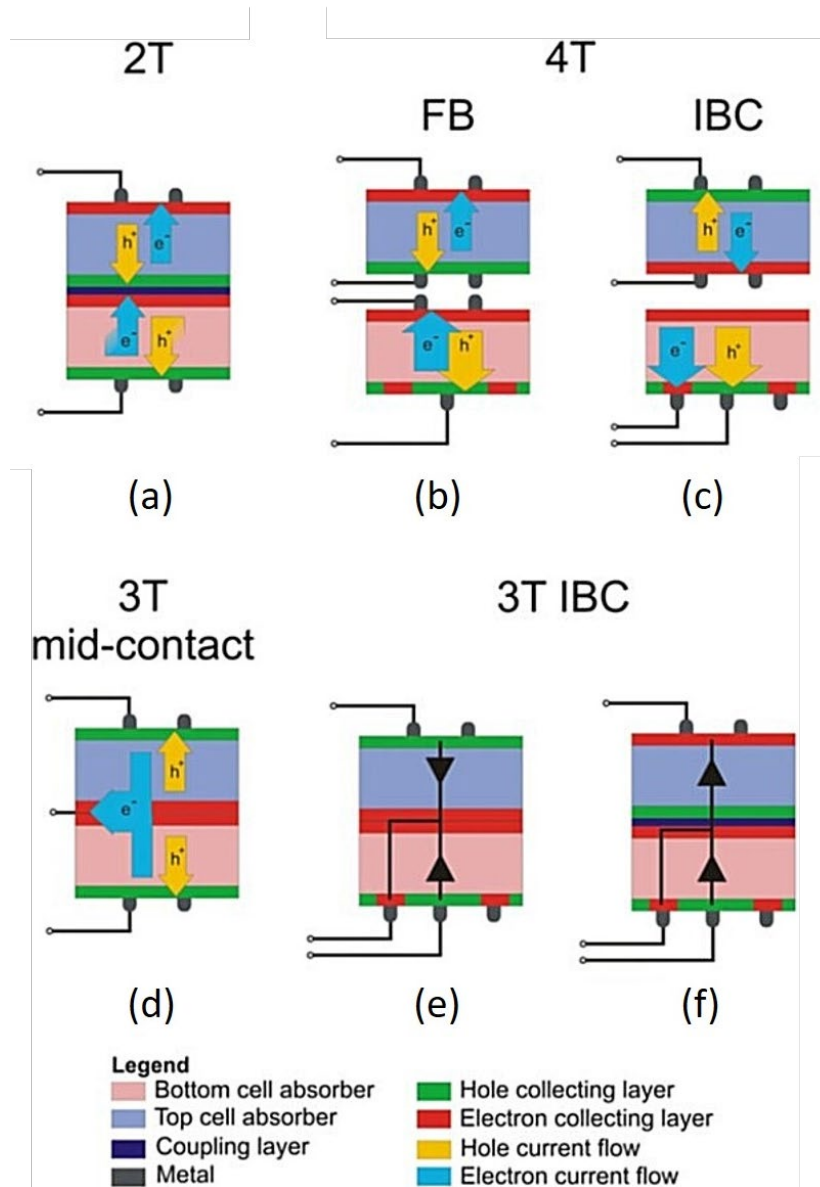 2T
4T
FB
IBC
h+
e-
h+
e-
h+
e-
e-
h+
e-
h+
e-
h+
(a)
(b)
(c)
3T
mid-contact
3T IBC
h+
e-
h+
(d)
(e)
(f)
Legend
Bottom cell absorber
Top cell absorber
Coupling layer
Metal
Hole collecting layer
Electron collecting layer
Hole current flow
Electron current flow